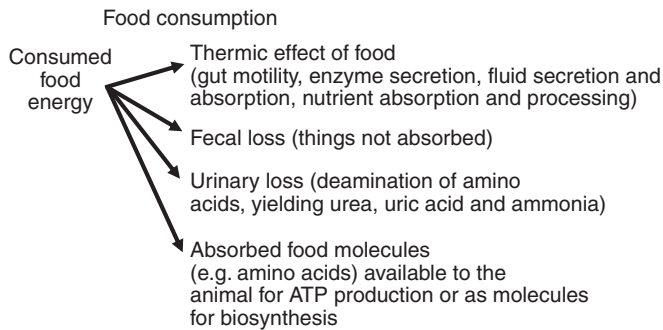 Food consumption
Consumed
food
energy
Thermic effect of food
(gut motility, enzyme secretion, fluid secretion and
absorption, nutrient absorption and processing)
Fecal loss (things not absorbed)
Urinary loss (deamination of amino
acids, yielding urea, uric acid and ammonia)
Absorbed food molecules
(e.g. amino acids) available to the
animal for ATP production or as molecules
for biosynthesis